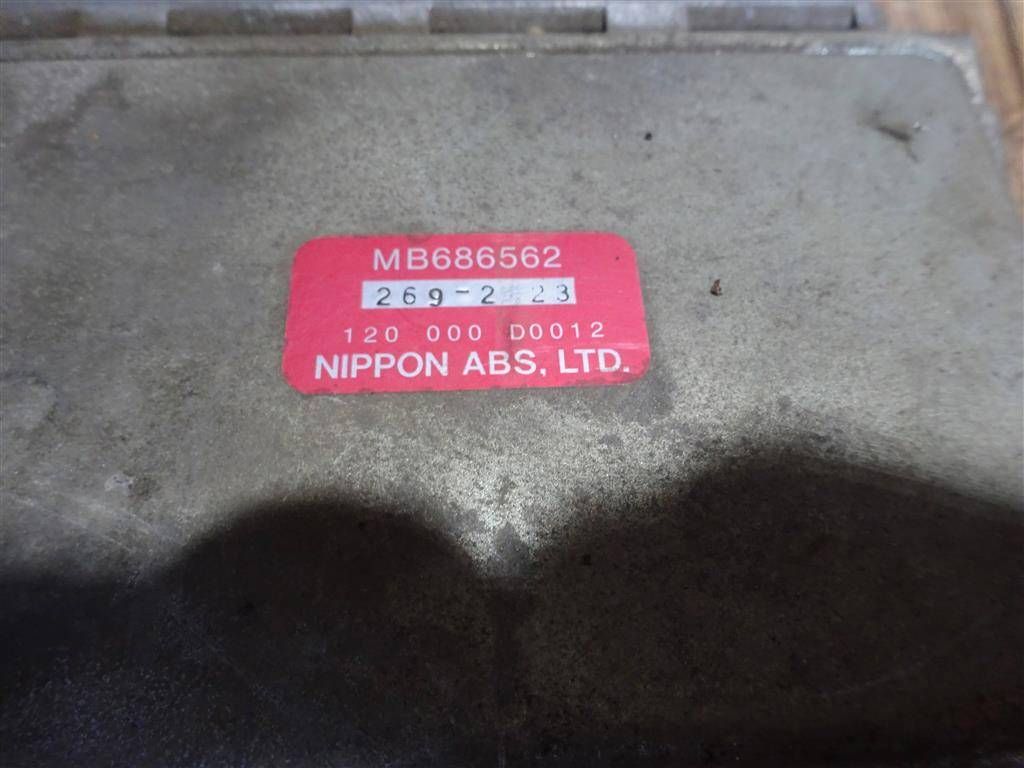 MB686562
269-2 23
120 000 D0012
NIPPON ABS, LTD.